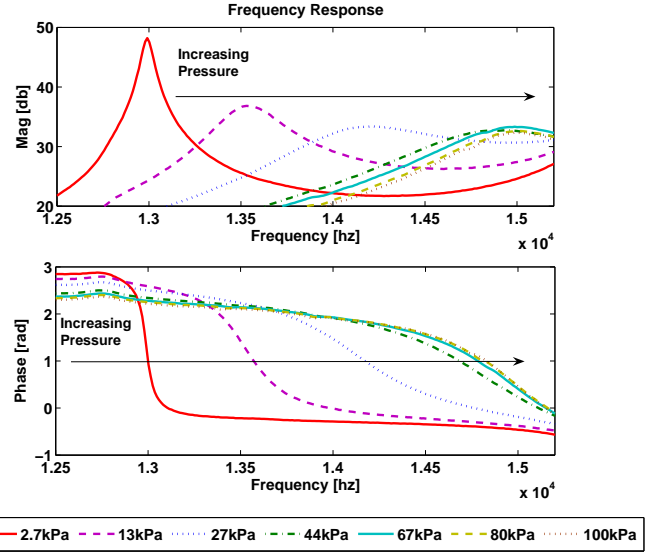 Frequency Response
Mag [db]
50
40
30
20
Increasing
Pressure
1.25 1.3 1.35 1.4 1.45 1.5
Frequency [hz]
x 10^4
Phase [rad]
3
2
1
0
−1
Increasing
Pressure
1.25 1.3 1.35 1.4 1.45 1.5
Frequency [hz]
x 10^4
2.7kPa 13kPa 27kPa 44kPa 67kPa 80kPa 100kPa